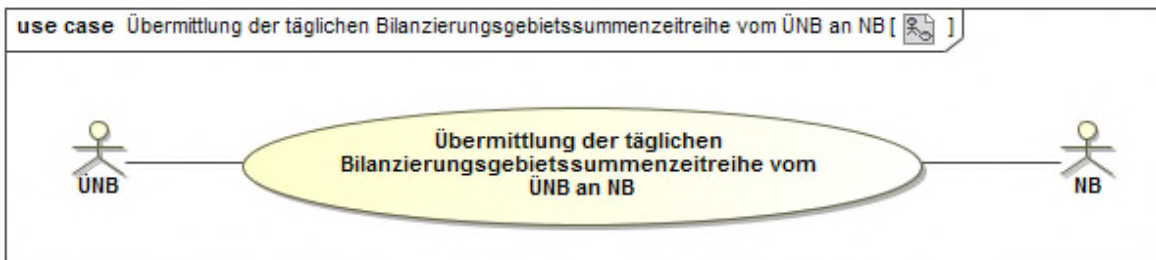 use case Übermittlung der täglichen Bilanzierungsgebietssummenzeitreihe vom ÜNB an NB [ ]
Übermittlung der täglichen
Bilanzierungsgebietssummenzeitreihe vom
ÜNB an NB
ÜNB
NB